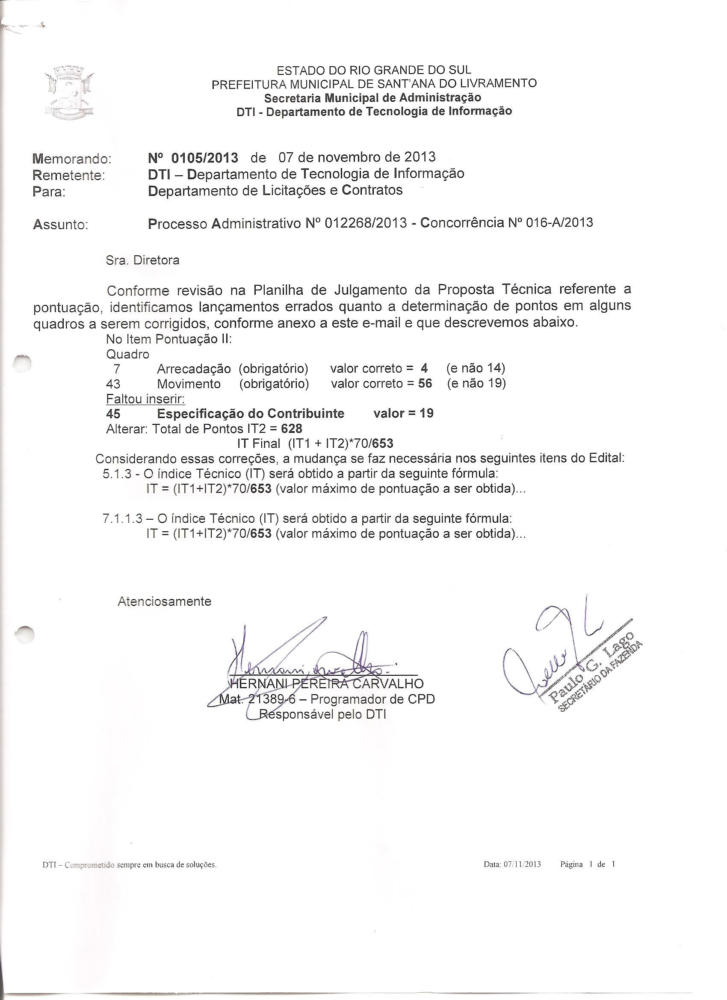 ESTADO DO RIO GRANDE DO SUL
PREFEITURA MUNICIPAL DE SANT'ANA DO LIVRAMENTO
Secretaria Municipal de Administração
DTI - Departamento de Tecnologia de Informação
Memorando: Nº 0105/2013 de 07 de novembro de 2013
Remetente: DTI – Departamento de Tecnologia de Informação
Para: Departamento de Licitações e Contratos
Assunto: Processo Administrativo Nº 012268/2013 - Concorrência Nº 016-A/2013
Sra. Diretora
Conforme revisão na Planilha de Julgamento da Proposta Técnica referente a
pontuação, identificamos lançamentos errados quanto a determinação de pontos em alguns
quadros a serem corrigidos, conforme anexo a este e-mail e que descrevemos abaixo.
No Item Pontuação II:
Quadro
7 Arrecadação (obrigatório) valor correto = 4 (e não 14)
43 Movimento (obrigatório) valor correto = 56 (e não 19)
Faltou inserir:
45 Especificação do Contribuinte valor = 19
Alterar: Total de Pontos IT2 = 628
IT Final (IT1 + IT2)*70/653
Considerando essas correções, a mudança se faz necessária nos seguintes itens do Edital:
5.1.3 - O índice Técnico (IT) será obtido a partir da seguinte fórmula:
IT = (IT1+IT2)*70/653 (valor máximo de pontuação a ser obtida)...
7.1.1.3 – O índice Técnico (IT) será obtido a partir da seguinte fórmula:
IT = (IT1+IT2)*70/653 (valor máximo de pontuação a ser obtida)...
Atenciosamente
HERNANI PEREIRA CARVALHO
Mat. 21389-6 – Programador de CPD
Responsável pelo DTI
Paulo G. Lago
SECRETÁRIO DA FAZENDA
DTI – Comprometido sempre em busca de soluções. Data: 07/11/2013 Página 1 de 1